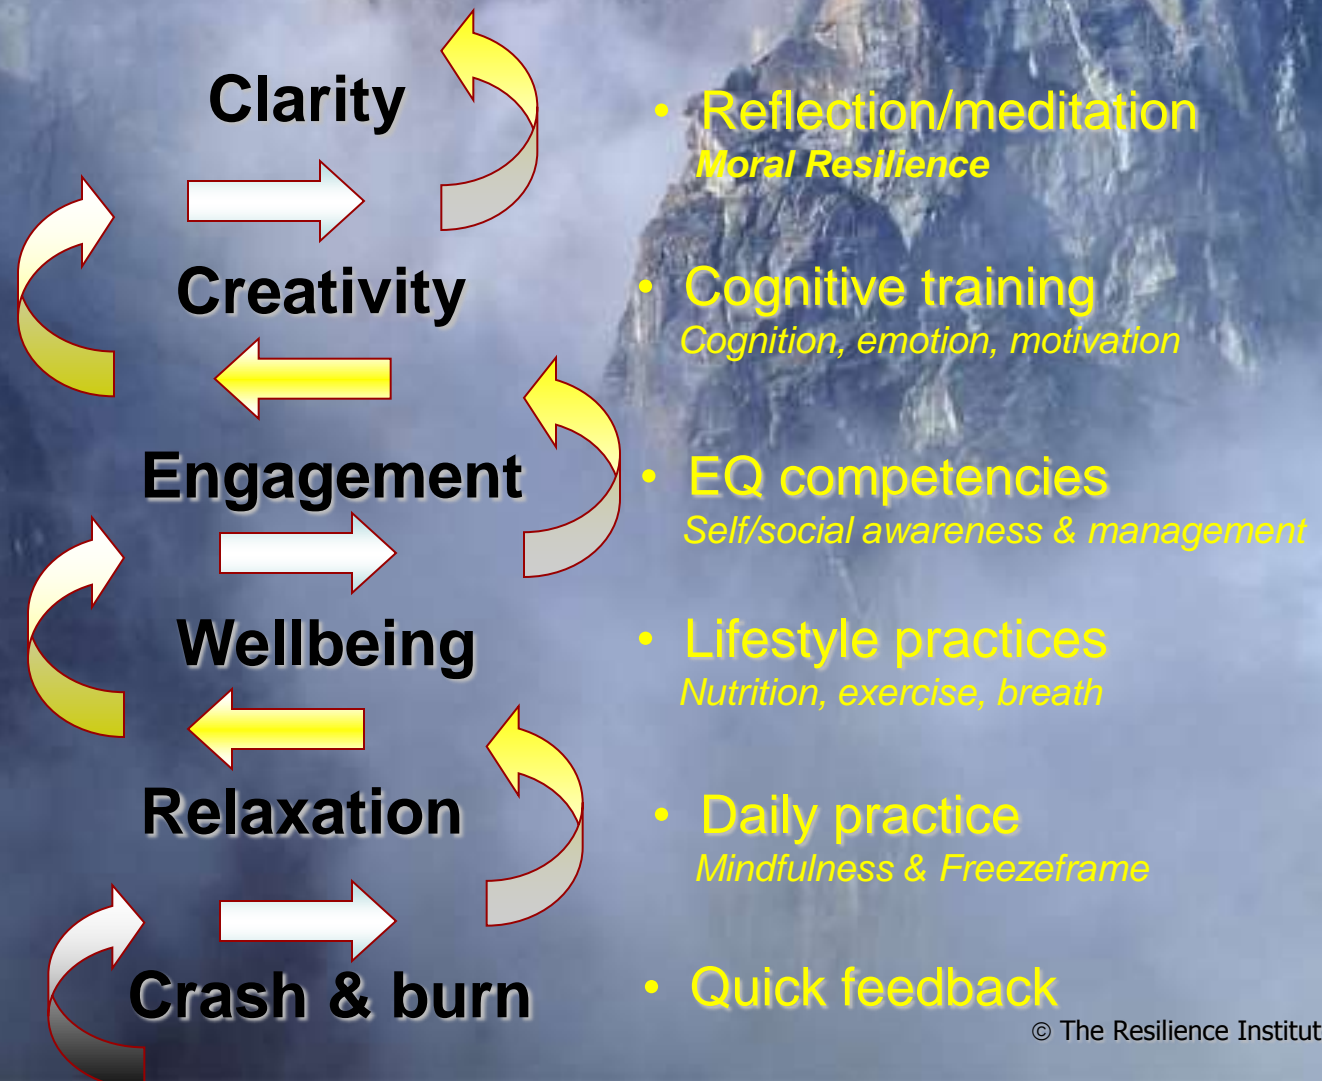 Clarity
• Reflection/meditation
Moral Resilience
Creativity
• Cognitive training
Cognition, emotion, motivation
Engagement
• EQ competencies
Self/social awareness & management
Wellbeing
• Lifestyle practices
Nutrition, exercise, breath
Relaxation
• Daily practice
Mindfulness & Freezeframe
Crash & burn
• Quick feedback
© The Resilience Institut